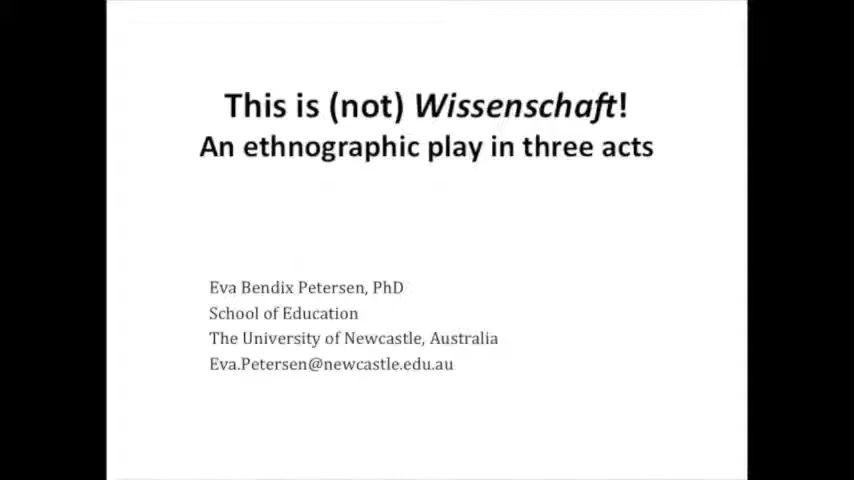 This is (not) Wissenschaft!
An ethnographic play in three acts
Eva Bendix Petersen, PhD
School of Education
The University of Newcastle, Australia
Eva.Petersen@newcastle.edu.au